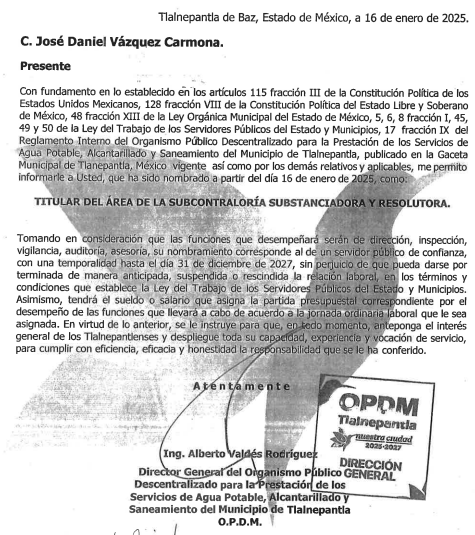 Tlalnepantla de Baz, Estado de México, a 16 de enero de 2025.
C. José Daniel Vázquez Carmona.
Presente
Con fundamento en lo establecido en los artículos 115 fracción III de la Constitución Política de los
Estados Unidos Mexicanos, 128 fracción VIII de la Constitución Política del Estado Libre y Soberano
de México, 48 fracción XIII de la Ley Orgánica Municipal del Estado de México, 5, 6, 8 fracción I, 45,
49 y 50 de la Ley del Trabajo de los Servidores Públicos del Estado y Municipios, 17 fracción IX del
Reglamento Interno del Organismo Público Descentralizado para la Prestación de los Servicios de
Agua Potable, Alcantarillado y Saneamiento del Municipio de Tlalnepantla, publicado en la Gaceta
Municipal de Tlanepantla, México vigente así como por los demás relativos y aplicables, me permito
informarle a Usted, que ha sido nombrado a partir del día 16 de enero de 2025, como:
TITULAR DEL ÁREA DE LA SUBCONTRALORÍA SUBSTANCIADORA Y RESOLUTORA.
Tomando en consideración que las funciones que desempeñará serán de dirección, inspección,
vigilancia, auditoría, asesoría, su nombramiento corresponde al de un servidor público de confianza,
con una temporalidad hasta el día 31 de diciembre de 2027, sin perjuicio de que pueda darse por
terminada de manera anticipada, suspendida o rescindida la relación laboral, en los términos y
condiciones que establece la Ley del Trabajo de los Servidores Públicos del Estado y Municipios.
Asimismo, tendrá el sueldo o salario que asigna la partida presupuestal correspondiente por el
desempeño de las funciones que llevará a cabo de acuerdo a la jornada ordinaria laboral que le sea
asignada. En virtud de lo anterior, se le instruye para que, en todo momento, anteponga el interés
general de los Tlalnepantlenses y despliegue toda su capacidad, experiencia y vocación de servicio,
para cumplir con eficiencia, eficacia y honestidad la responsabilidad que se le ha conferido.
Atentamente
Ing. Alberto Valdés Rodríguez
Director General del Organismo Público
Descentralizado para la Prestación de los
Servicios de Agua Potable, Alcantarillado y
Saneamiento del Municipio de Tlalnepantla
O.P.D.M.
OPDM
Tlalnepantla
nuestra ciudad
2025-2027
DIRECCIÓN
GENERAL